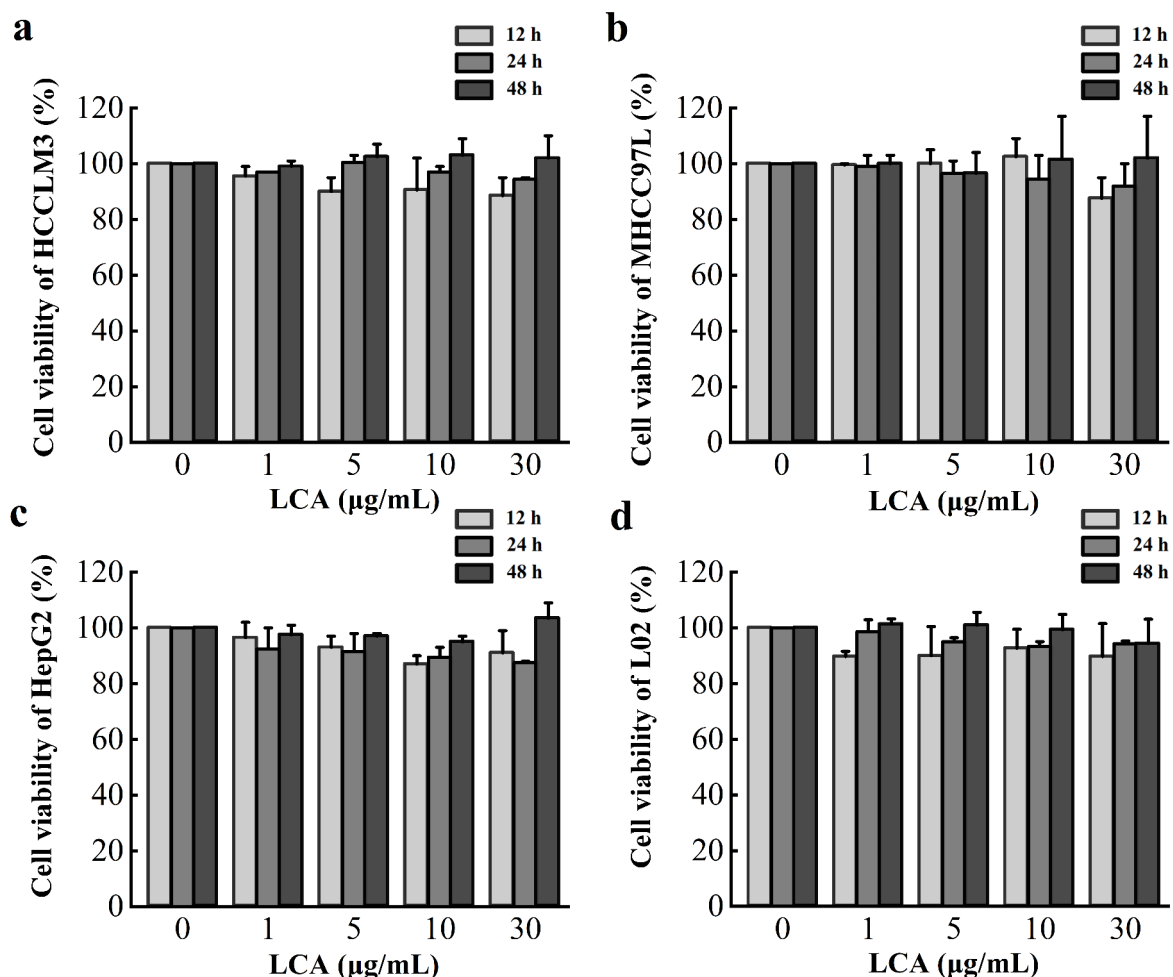 a
12 h
24 h
48 h
Cell viability of HCCLM3 (%)
120
100
80
60
40
20
0
0 1 5 10 30
LCA (μg/mL)
b
12 h
24 h
48 h
Cell viability of MHCC97L (%)
120
100
80
60
40
20
0
0 1 5 10 30
LCA (μg/mL)
c
12 h
24 h
48 h
Cell viability of HepG2 (%)
120
100
80
60
40
20
0
0 1 5 10 30
LCA (μg/mL)
d
12 h
24 h
48 h
Cell viability of L02 (%)
120
100
80
60
40
20
0
0 1 5 10 30
LCA (μg/mL)